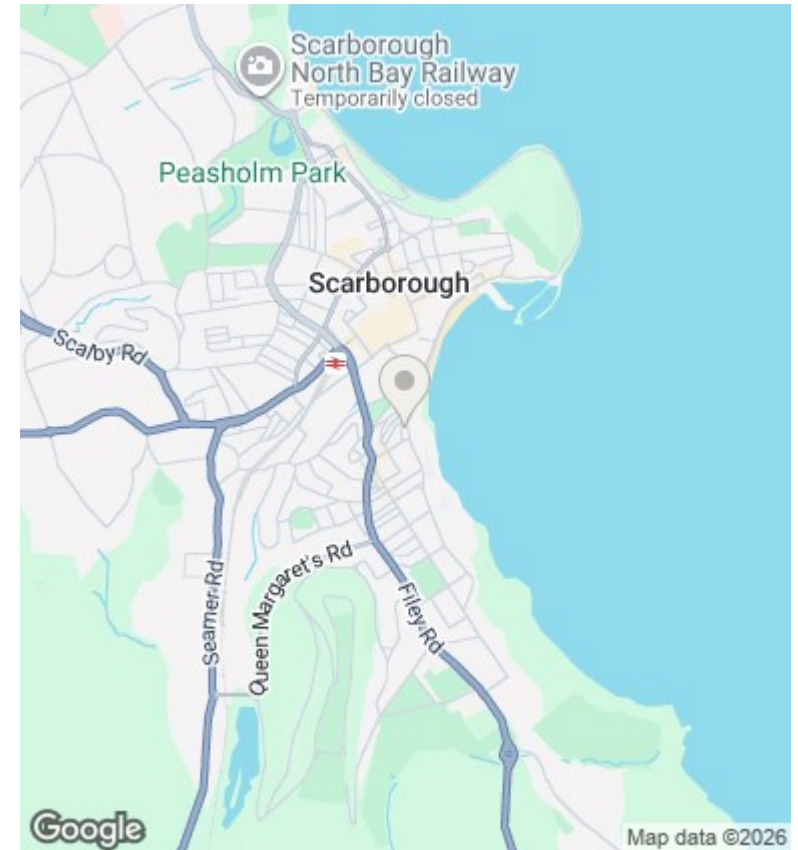 Scarborough
North Bay Railway
Temporarily closed
Peasholm Park
Scarborough
Scalby Rd
Queen Margaret's Rd
Seamer Rd
Filey Rd
Google
Map data ©2026